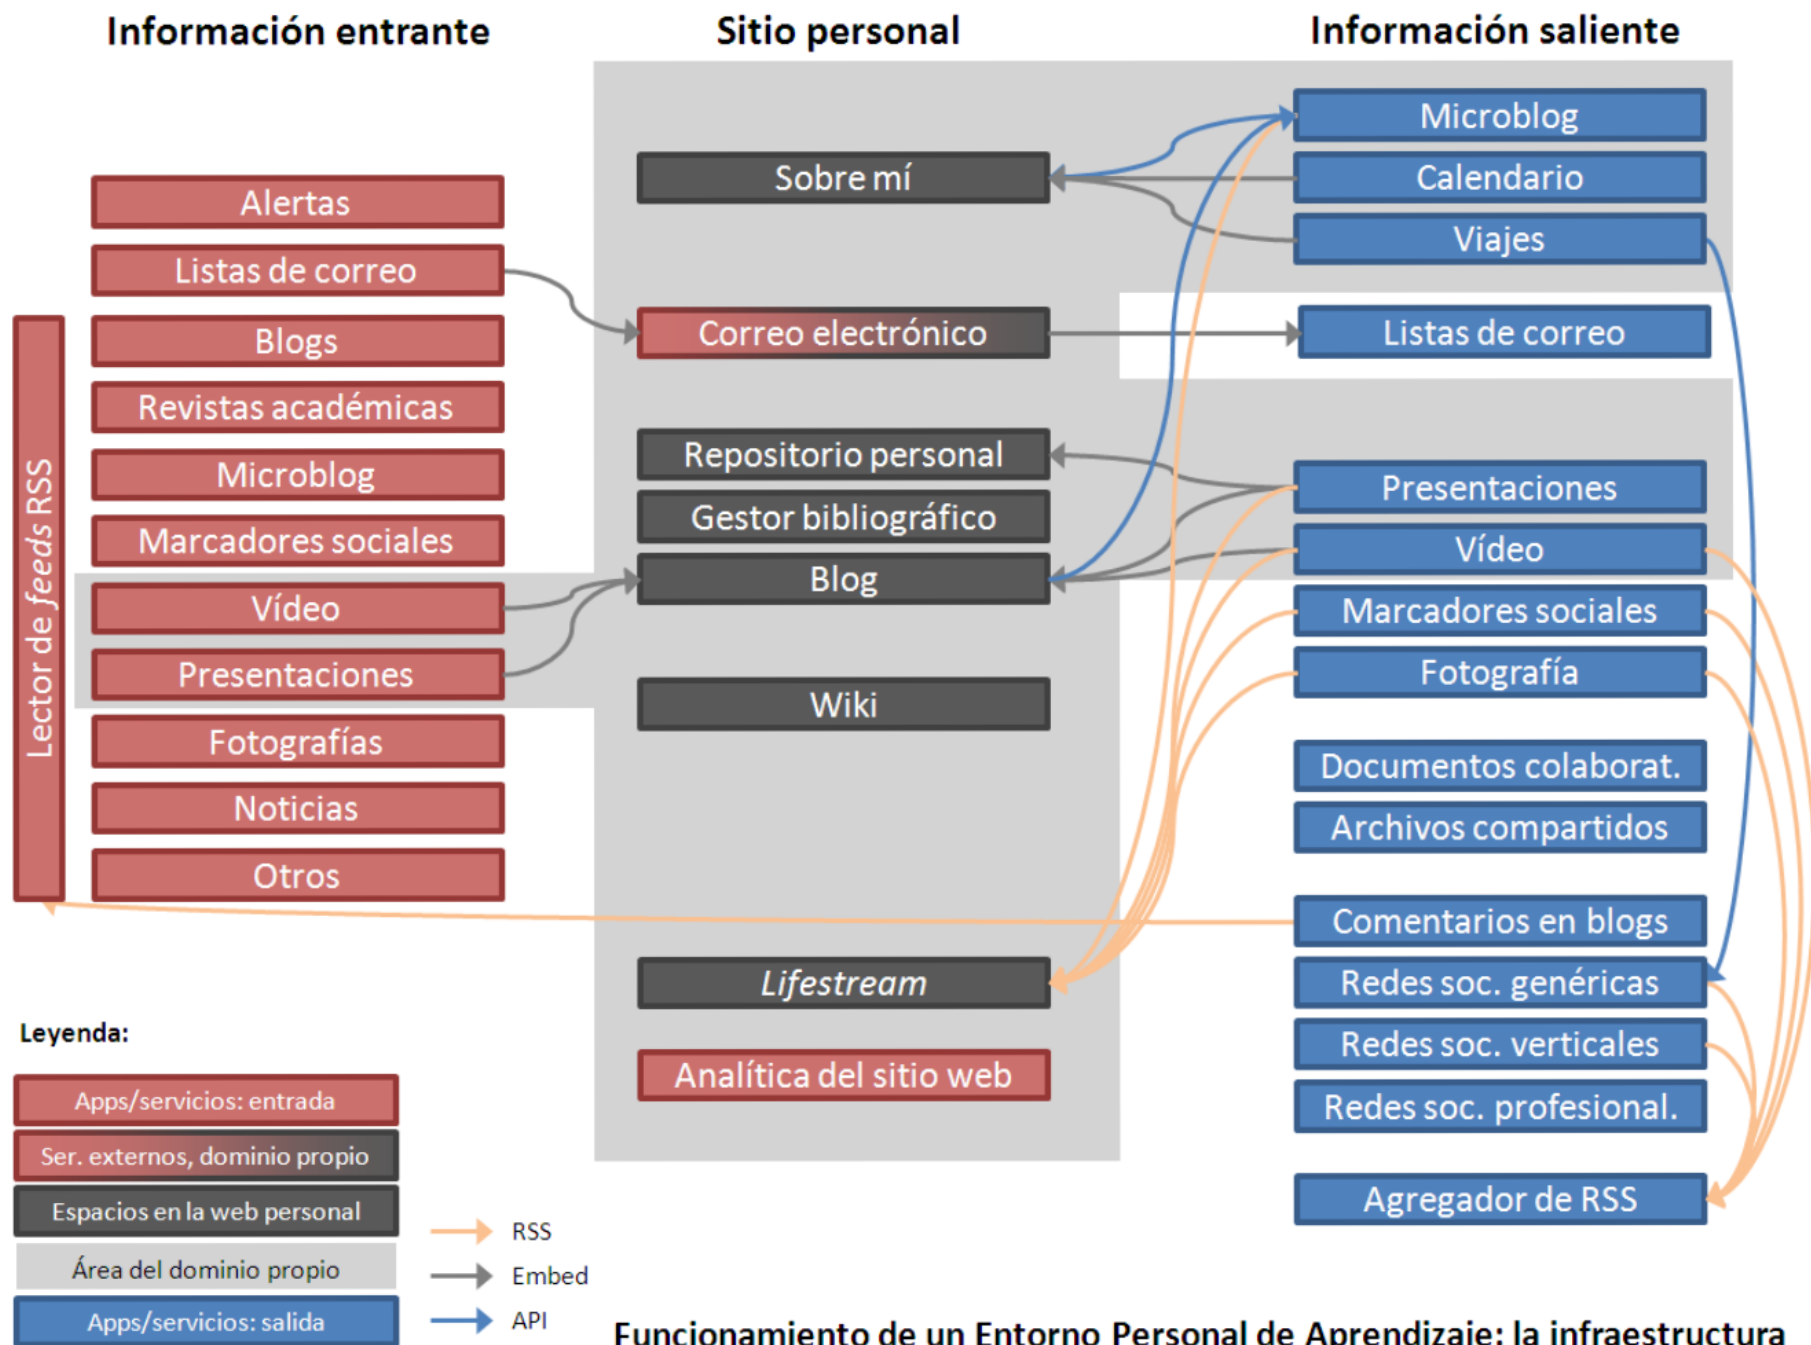 Información entrante
Sitio personal
Información saliente
Alertas
Listas de correo
Lector de feeds RSS
Blogs
Revistas académicas
Microblog
Marcadores sociales
Vídeo
Presentaciones
Fotografías
Noticias
Otros
Sobre mí
Correo electrónico
Repositorio personal
Gestor bibliográfico
Blog
Wiki
Lifestream
Analítica del sitio web
Microblog
Calendario
Viajes
Listas de correo
Presentaciones
Vídeo
Marcadores sociales
Fotografía
Documentos colaborat.
Archivos compartidos
Comentarios en blogs
Redes soc. genéricas
Redes soc. verticales
Redes soc. profesional.
Agregador de RSS
Leyenda:
Apps/servicios: entrada
Ser. externos, dominio propio
Espacios en la web personal
Área del dominio propio
Apps/servicios: salida
RSS
Embed
API
Funcionamiento de un Entorno Personal de Aprendizaje: la infraestructura